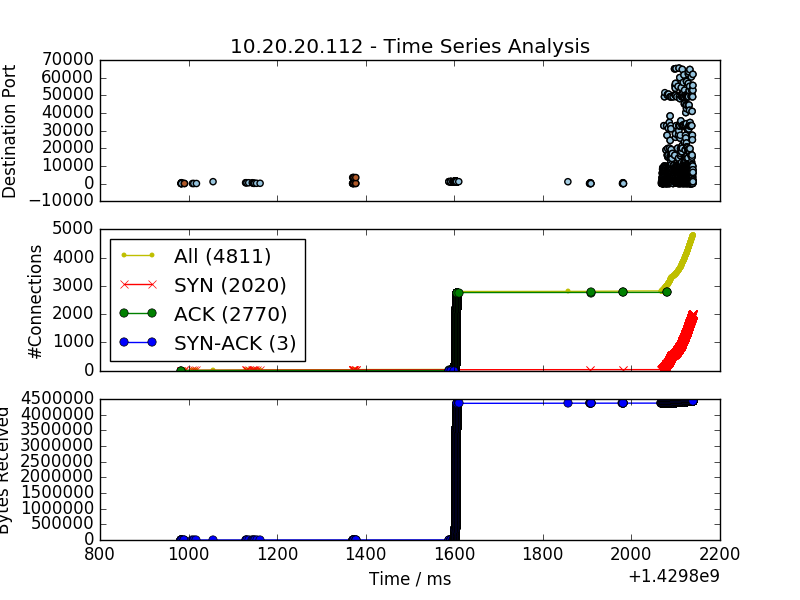 10.20.20.112 - Time Series Analysis
Destination Port
70000
60000
50000
40000
30000
20000
10000
0
−10000
#Connections
5000
4000
3000
2000
1000
0
All (4811)
SYN (2020)
ACK (2770)
SYN-ACK (3)
Bytes Received
4500000
4000000
3500000
3000000
2500000
2000000
1500000
1000000
500000
0
800 1000 1200 1400 1600 1800 2000 2200
Time / ms
+1.4298e9